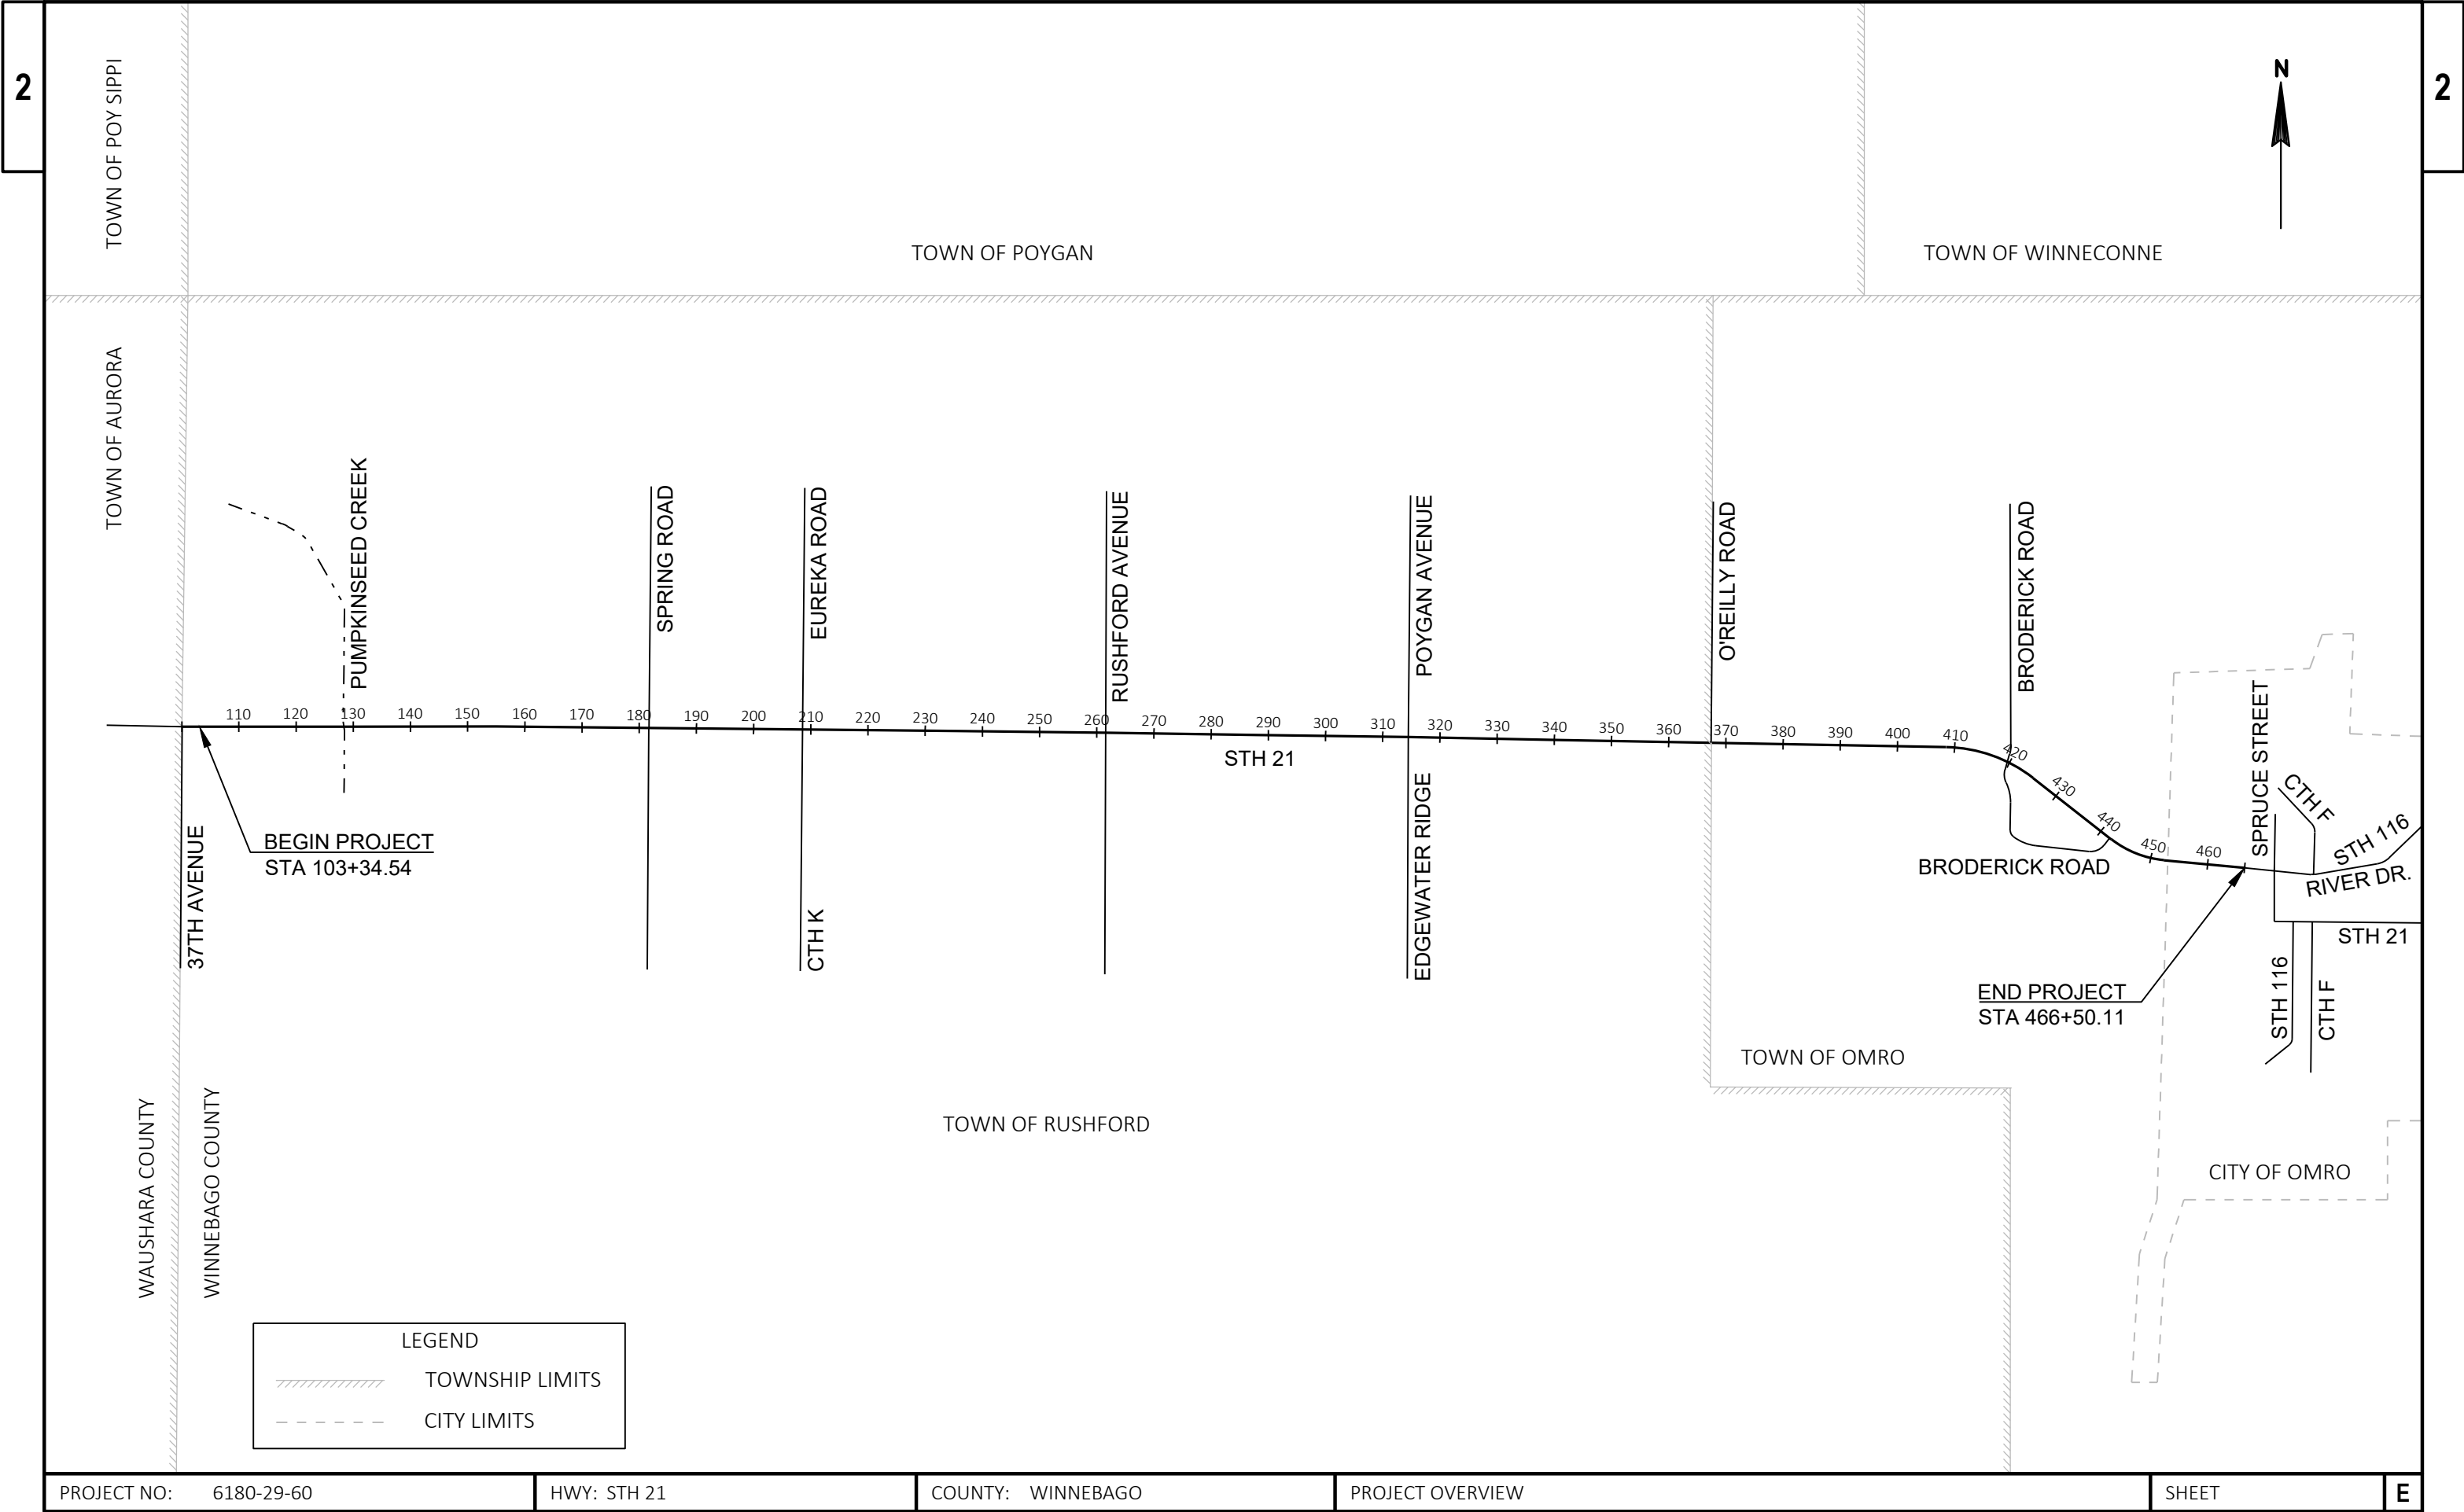 2
2
N
TOWN OF POY SIPPI
TOWN OF POYGAN
TOWN OF WINNECONNE
TOWN OF AURORA
PUMPKINSEED CREEK
SPRING ROAD
EUREKA ROAD
RUSHFORD AVENUE
POYGAN AVENUE
O'REILLY ROAD
BRODERICK ROAD
SPRUCE STREET
110 120 130 140 150 160 170 180 190 200 210 220 230 240 250 260 270 280 290 300 310 320 330 340 350 360 370 380 390 400 410 420 430 440 450 460
STH 21
CTH F
STH 116
RIVER DR.
BEGIN PROJECT
STA 103+34.54
37TH AVENUE
CTH K
EDGEWATER RIDGE
BRODERICK ROAD
STH 21
STH 116
CTH F
END PROJECT
STA 466+50.11
TOWN OF OMRO
TOWN OF RUSHFORD
CITY OF OMRO
WAUSHARA COUNTY
WINNEBAGO COUNTY
LEGEND
TOWNSHIP LIMITS
CITY LIMITS
PROJECT NO: 6180-29-60
HWY: STH 21
COUNTY: WINNEBAGO
PROJECT OVERVIEW
SHEET
E